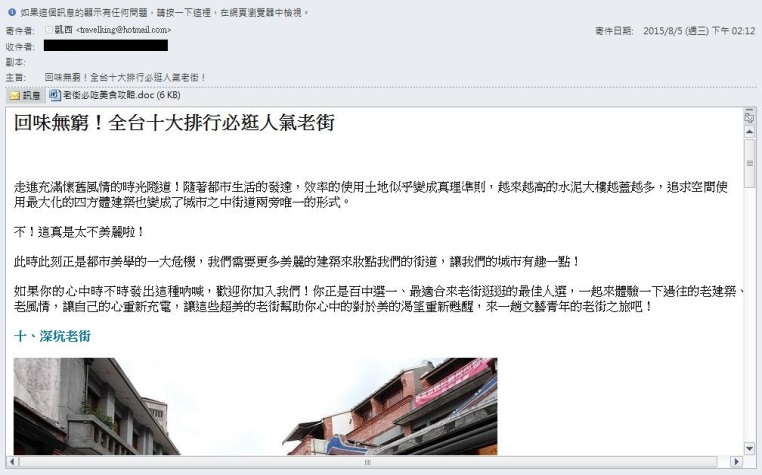 如果這個訊息的顯示有任何問題，請按一下這裡，在網頁瀏覽器中檢視。
寄件者: 凱西 <travelking@hotmail.com> 寄件日期: 2015/8/5 (週三) 下午 02:12
收件者:
副本:
主旨: 回味無窮！全台十大排行必逛人氣老街！
訊息 老街必吃美食攻略.doc (6 KB)
回味無窮！全台十大排行必逛人氣老街
走進充滿懷舊風情的時光隧道！隨著都市生活的發達，效率的使用土地似乎變成真理準則，越來越高的水泥大樓越蓋越多，追求空間使
用最大化的四方體建築也變成了城市之中街道兩旁唯一的形式。
不！這真是太不美麗啦！
此時此刻正是都市美學的一大危機，我們需要更多美麗的建築來妝點我們的街道，讓我們的城市有趣一點！
如果你的心中時不時發出這種吶喊，歡迎你加入我們！你正是百中選一、最適合來老街逛逛的最佳人選，一起來體驗一下過往的老建築、
老風情，讓自己的心重新充電，讓這些超美的老街幫助你心中的對於美的渴望重新甦醒，來一趟文藝青年的老街之旅吧！
十、深坑老街